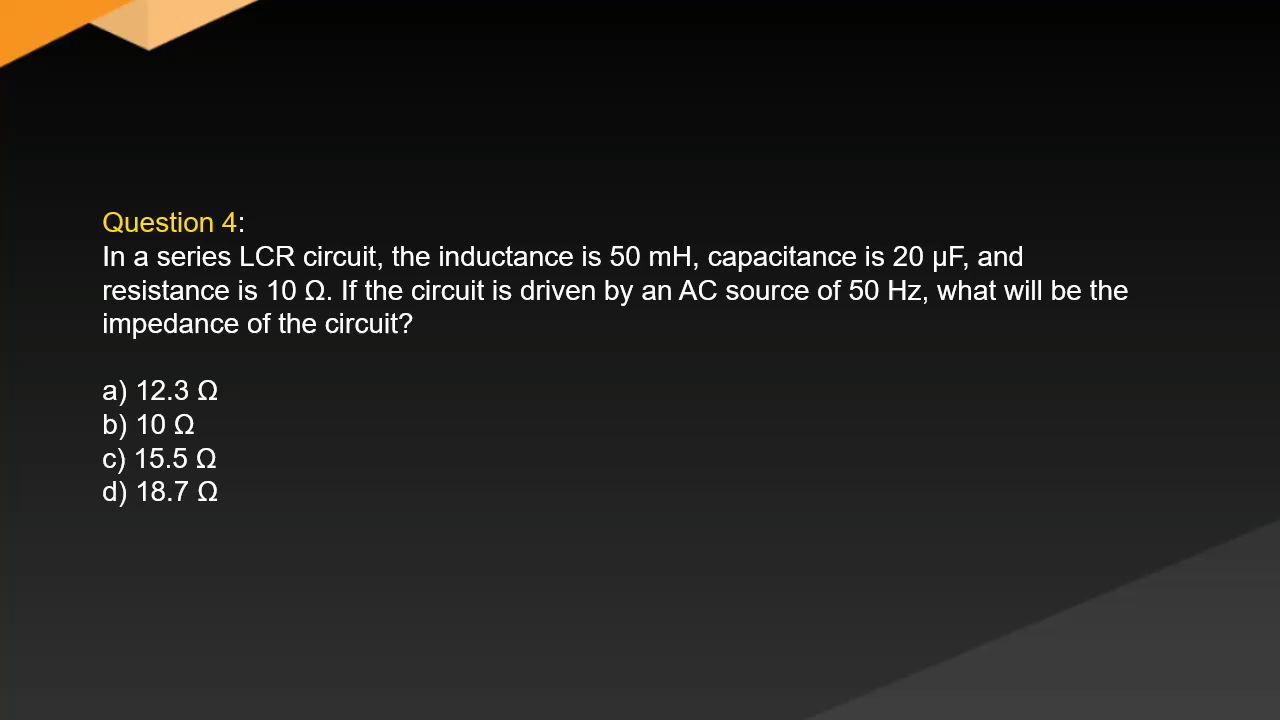 Question 4:
In a series LCR circuit, the inductance is 50 mH, capacitance is 20 μF, and
resistance is 10 Ω. If the circuit is driven by an AC source of 50 Hz, what will be the
impedance of the circuit?
a) 12.3 Ω
b) 10 Ω
c) 15.5 Ω
d) 18.7 Ω